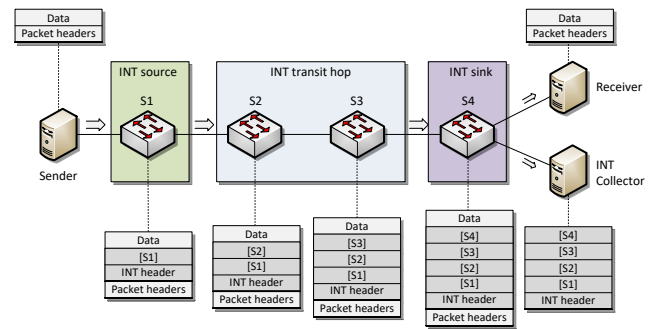 Data
Packet headers
Data
Packet headers
INT source
INT transit hop
INT sink
S1
S2
S3
S4
Sender
Receiver
INT
Collector
Data
[S1]
INT header
Packet headers
Data
[S2]
[S1]
INT header
Packet headers
Data
[S3]
[S2]
[S1]
INT header
Packet headers
Data
[S4]
[S3]
[S2]
[S1]
INT header
Packet headers
[S4]
[S3]
[S2]
[S1]
INT header